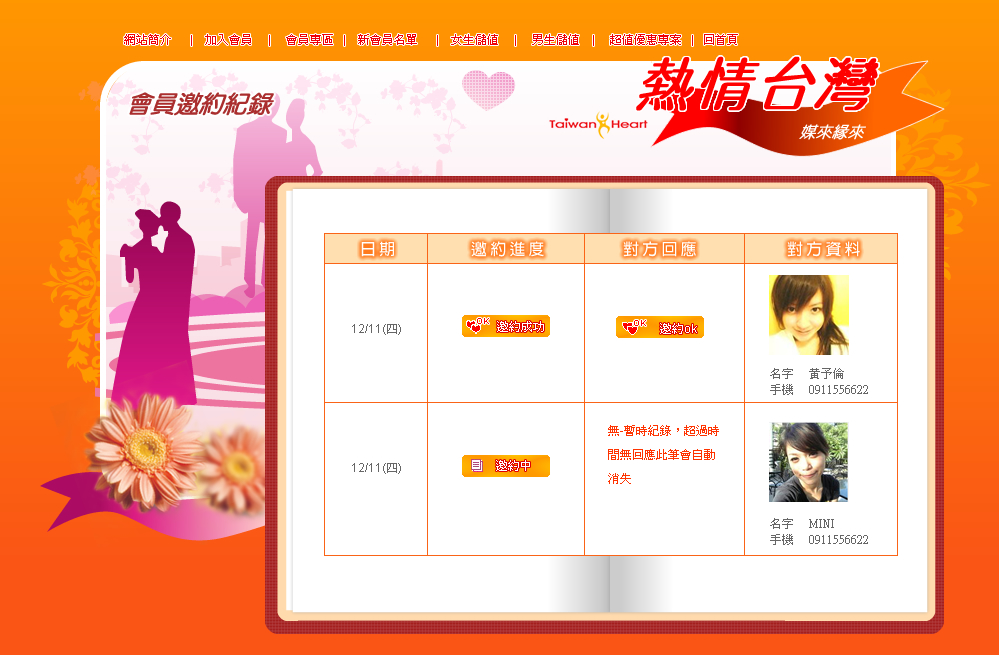 網站簡介 | 加入會員 | 會員專區 | 新會員名單 | 女生儲值 | 男生儲值 | 超值優惠專案 | 回首頁
會員邀約紀錄
熱情台灣
Taiwan Heart
媒來緣來
日期 邀約進度 對方回應 對方資料
12/11(四) OK 邀約成功 OK 邀約ok
名字 黃予倫
手機 0911556622
12/11(四) 邀約中
無-暫時紀錄，超過時
間無回應此筆會自動
消失
名字 MINI
手機 0911556622